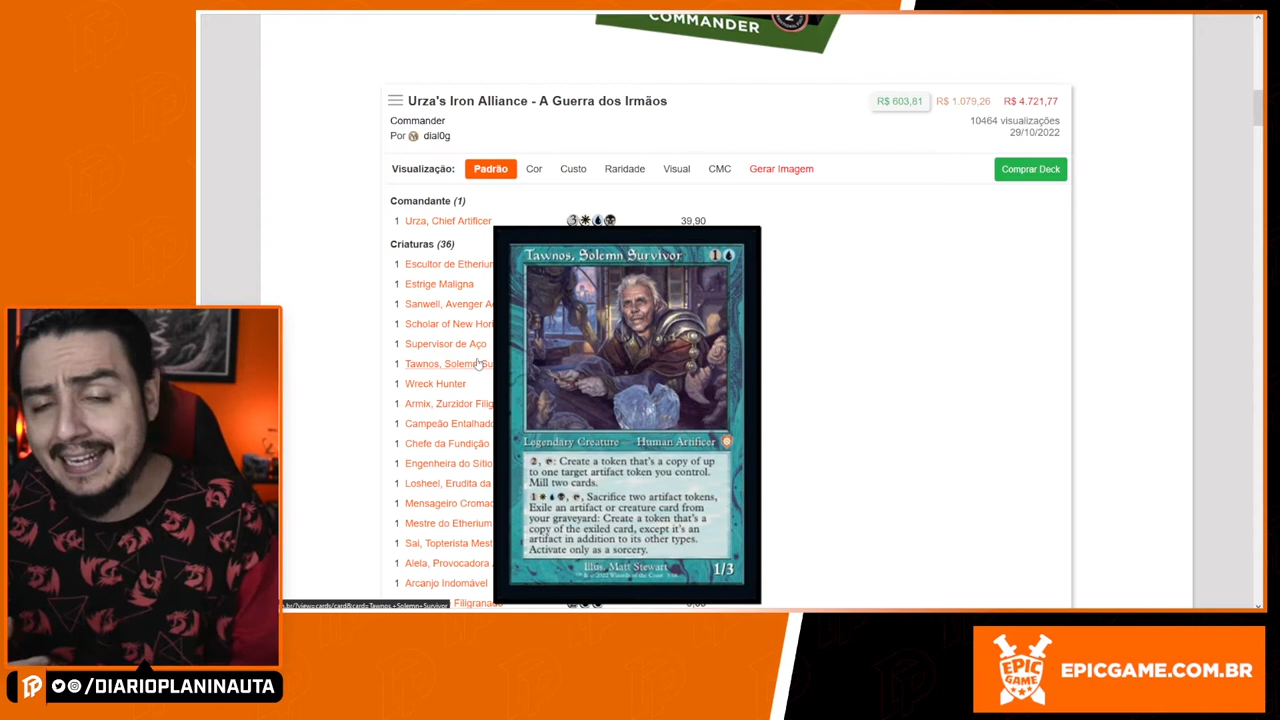 COMMANDER
Urza's Iron Alliance - A Guerra dos Irmãos
R$ 603,81 R$ 1.079,26 R$ 4.721,77
Commander
10464 visualizações
Por dial0g
29/10/2022
Visualização: Padrão Cor Custo Raridade Visual CMC Gerar Imagem Comprar Deck
Comandante (1)
1 Urza, Chief Artificer 3 39,90
Criaturas (36)
1 Escultor de Etherium
1 Estrige Maligna
1 Sanwell, Avenger A
1 Scholar of New Hori
1 Supervisor de Aço
1 Tawnos, Solemn Su
1 Wreck Hunter
1 Armix, Zurzidor Filig
1 Campeão Entalhado
1 Chefe da Fundição
1 Engenheira do Sítio
1 Losheel, Erudita da
1 Mensageiro Cromac
1 Mestre do Etherium
1 Sai, Topterista Mest
1 Alela, Provocadora
1 Arcanjo Indomável
Filigrana
Tawnos, Solemn Survivor 1
Legendary Creature — Human Artificer
2, T: Create a token that's a copy of up
to one target artifact token you control.
Mill two cards.
1, T, Sacrifice two artifact tokens,
Exile an artifact or creature card from
your graveyard: Create a token that's a
copy of the exiled card, except it's an
artifact in addition to its other types.
Activate only as a sorcery.
Illus. Matt Stewart
1/3
/DIARIOPLANINAUTA
EPIC
GAME
EPICGAME.COM.BR